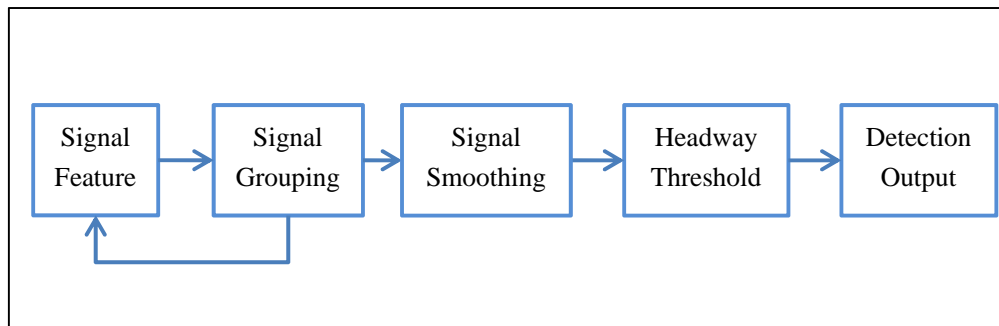 Signal
Feature
Signal
Grouping
Signal
Smoothing
Headway
Threshold
Detection
Output